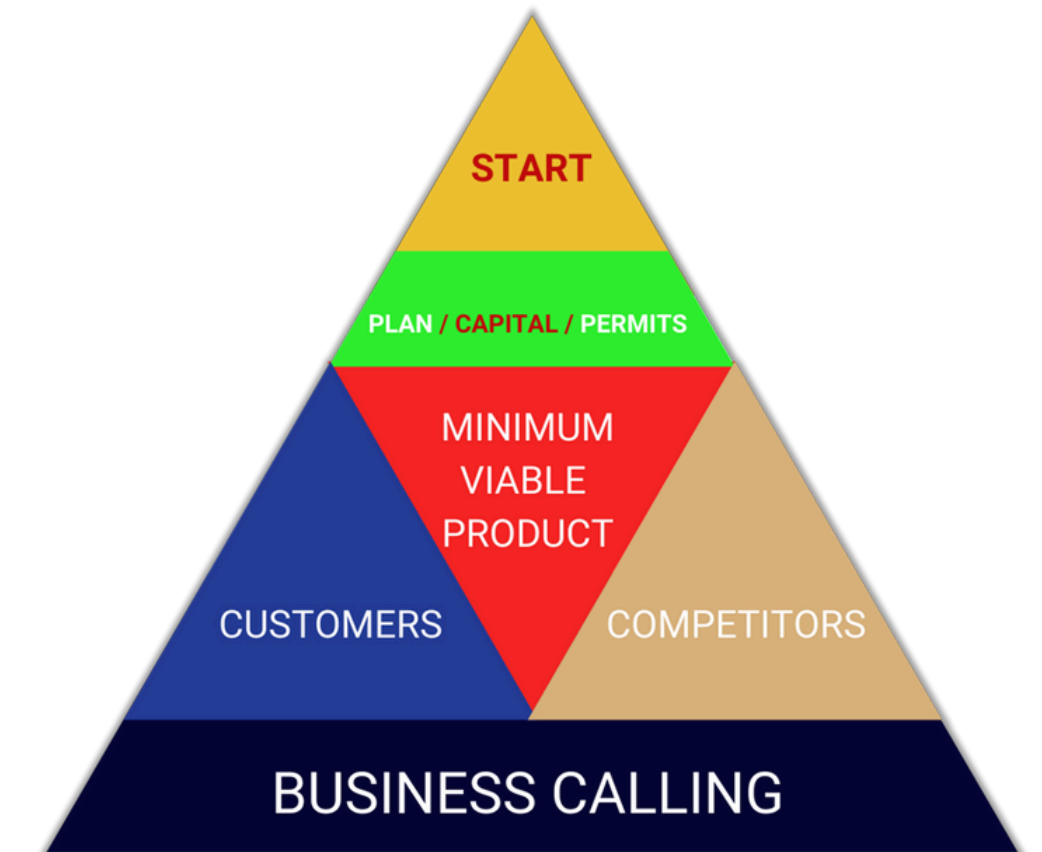 START
PLAN / CAPITAL / PERMITS
MINIMUM
VIABLE
PRODUCT
CUSTOMERS
COMPETITORS
BUSINESS CALLING